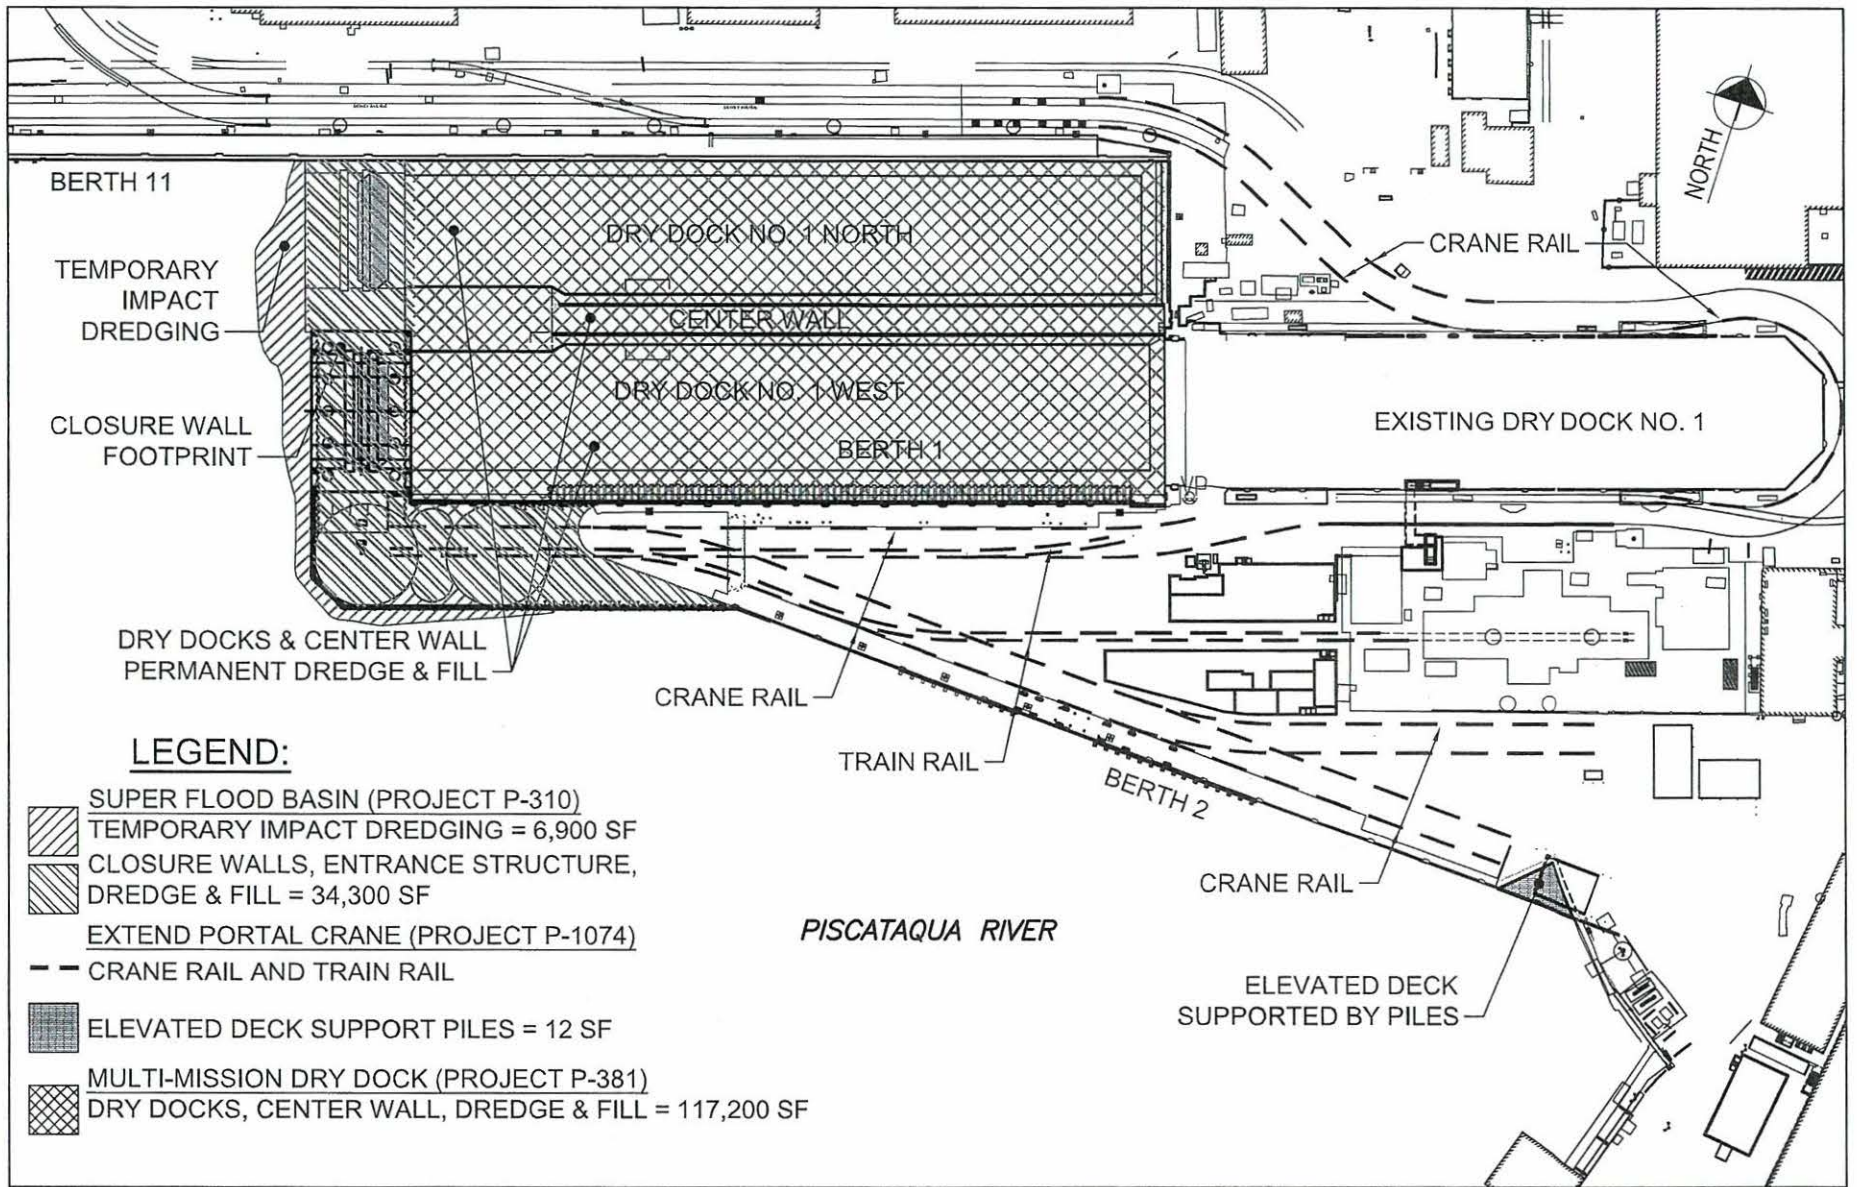 NORTH
BERTH 11
DRY DOCK NO. 1 NORTH
CRANE RAIL
TEMPORARY
IMPACT
DREDGING
CENTER WALL
DRY DOCK NO. 1 WEST
EXISTING DRY DOCK NO. 1
CLOSURE WALL
FOOTPRINT
BERTH 1
DRY DOCKS & CENTER WALL
PERMANENT DREDGE & FILL
CRANE RAIL
TRAIN RAIL
BERTH 2
CRANE RAIL
PISCATAQUA RIVER
ELEVATED DECK
SUPPORTED BY PILES
LEGEND:
SUPER FLOOD BASIN (PROJECT P-310)
TEMPORARY IMPACT DREDGING = 6,900 SF
CLOSURE WALLS, ENTRANCE STRUCTURE,
DREDGE & FILL = 34,300 SF
EXTEND PORTAL CRANE (PROJECT P-1074)
CRANE RAIL AND TRAIN RAIL
ELEVATED DECK SUPPORT PILES = 12 SF
MULTI-MISSION DRY DOCK (PROJECT P-381)
DRY DOCKS, CENTER WALL, DREDGE & FILL = 117,200 SF